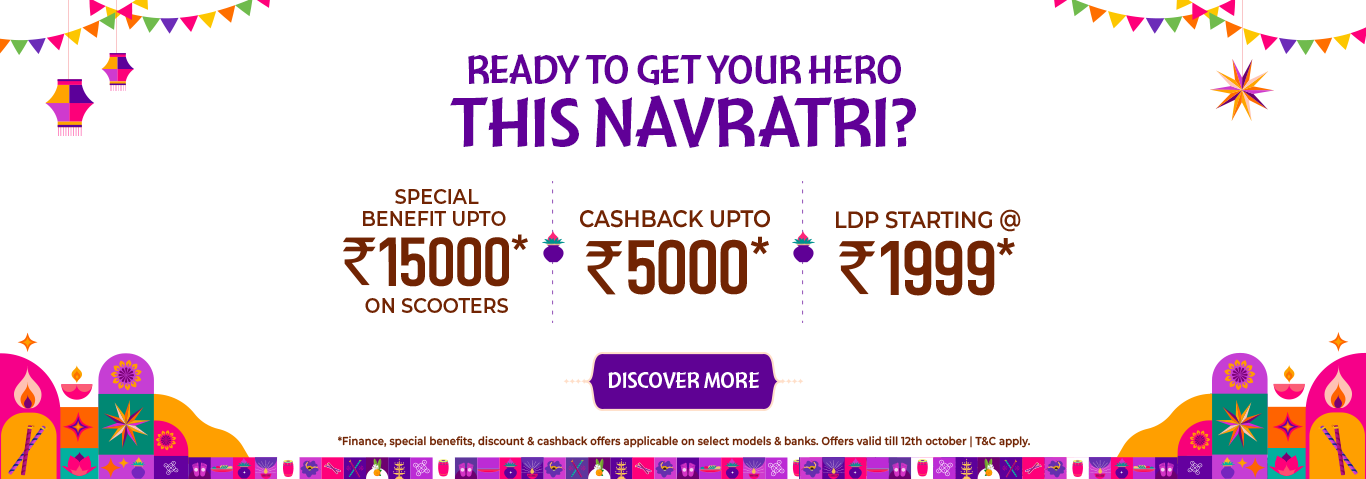 READY TO GET YOUR HERO
THIS NAVRATRI?
SPECIAL
BENEFIT UPTO
₹15000*
ON SCOOTERS
CASHBACK UPTO
₹5000*
LDP STARTING @
₹1999*
DISCOVER MORE
*Finance, special benefits, discount & cashback offers applicable on select models & banks. Offers valid till 12th october | T&C apply.